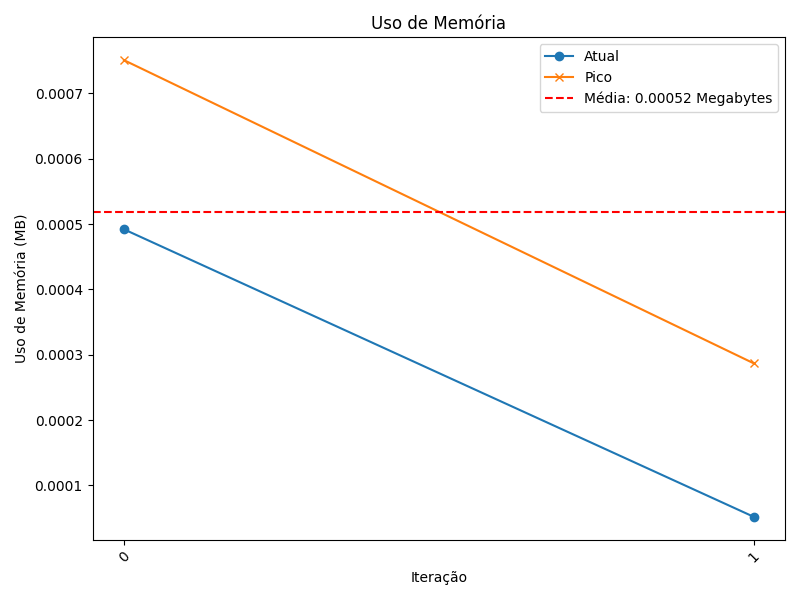 Uso de Memória
Atual
Pico
Média: 0.00052 Megabytes
0.0007
0.0006
0.0005
0.0004
0.0003
0.0002
0.0001
Uso de Memória (MB)
0
1
Iteração